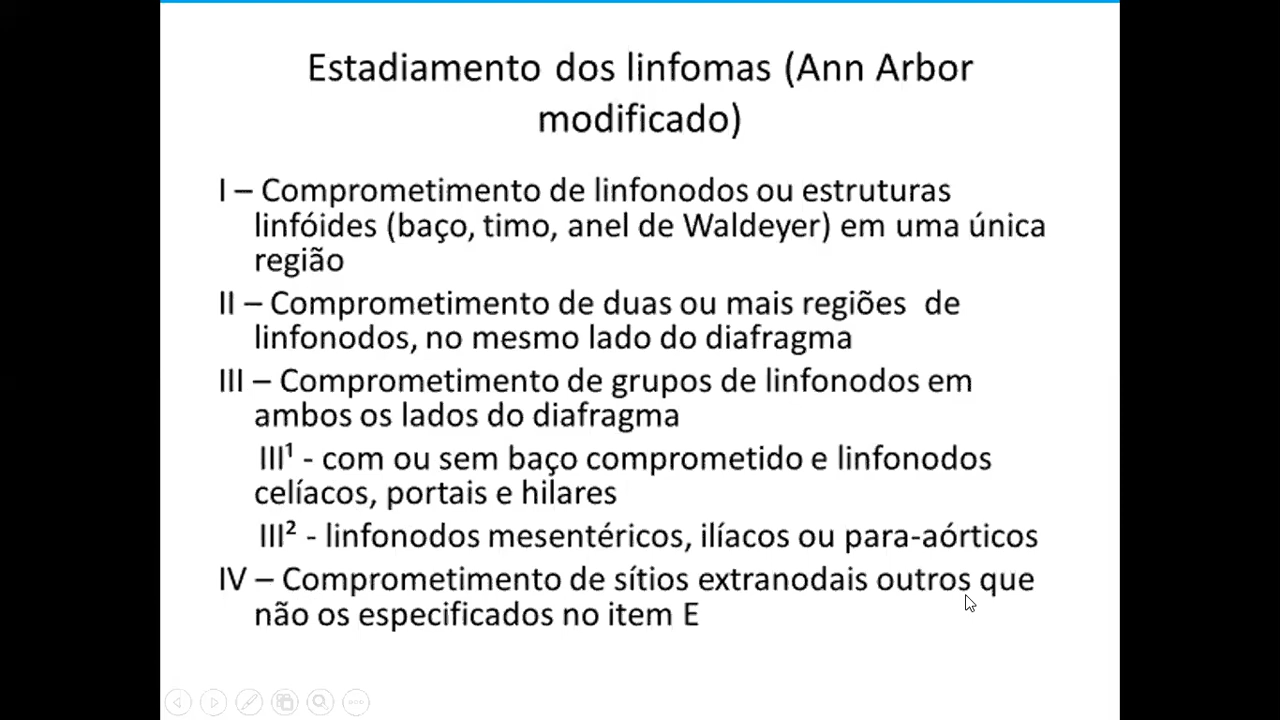 Estadiamento dos linfomas (Ann Arbor
modificado)
I – Comprometimento de linfonodos ou estruturas
linfóides (baço, timo, anel de Waldeyer) em uma única
região
II – Comprometimento de duas ou mais regiões de
linfonodos, no mesmo lado do diafragma
III – Comprometimento de grupos de linfonodos em
ambos os lados do diafragma
III¹ - com ou sem baço comprometido e linfonodos
celíacos, portais e hilares
III² - linfonodos mesentéricos, ilíacos ou para-aórticos
IV – Comprometimento de sítios extranodais outros que
não os especificados no item E